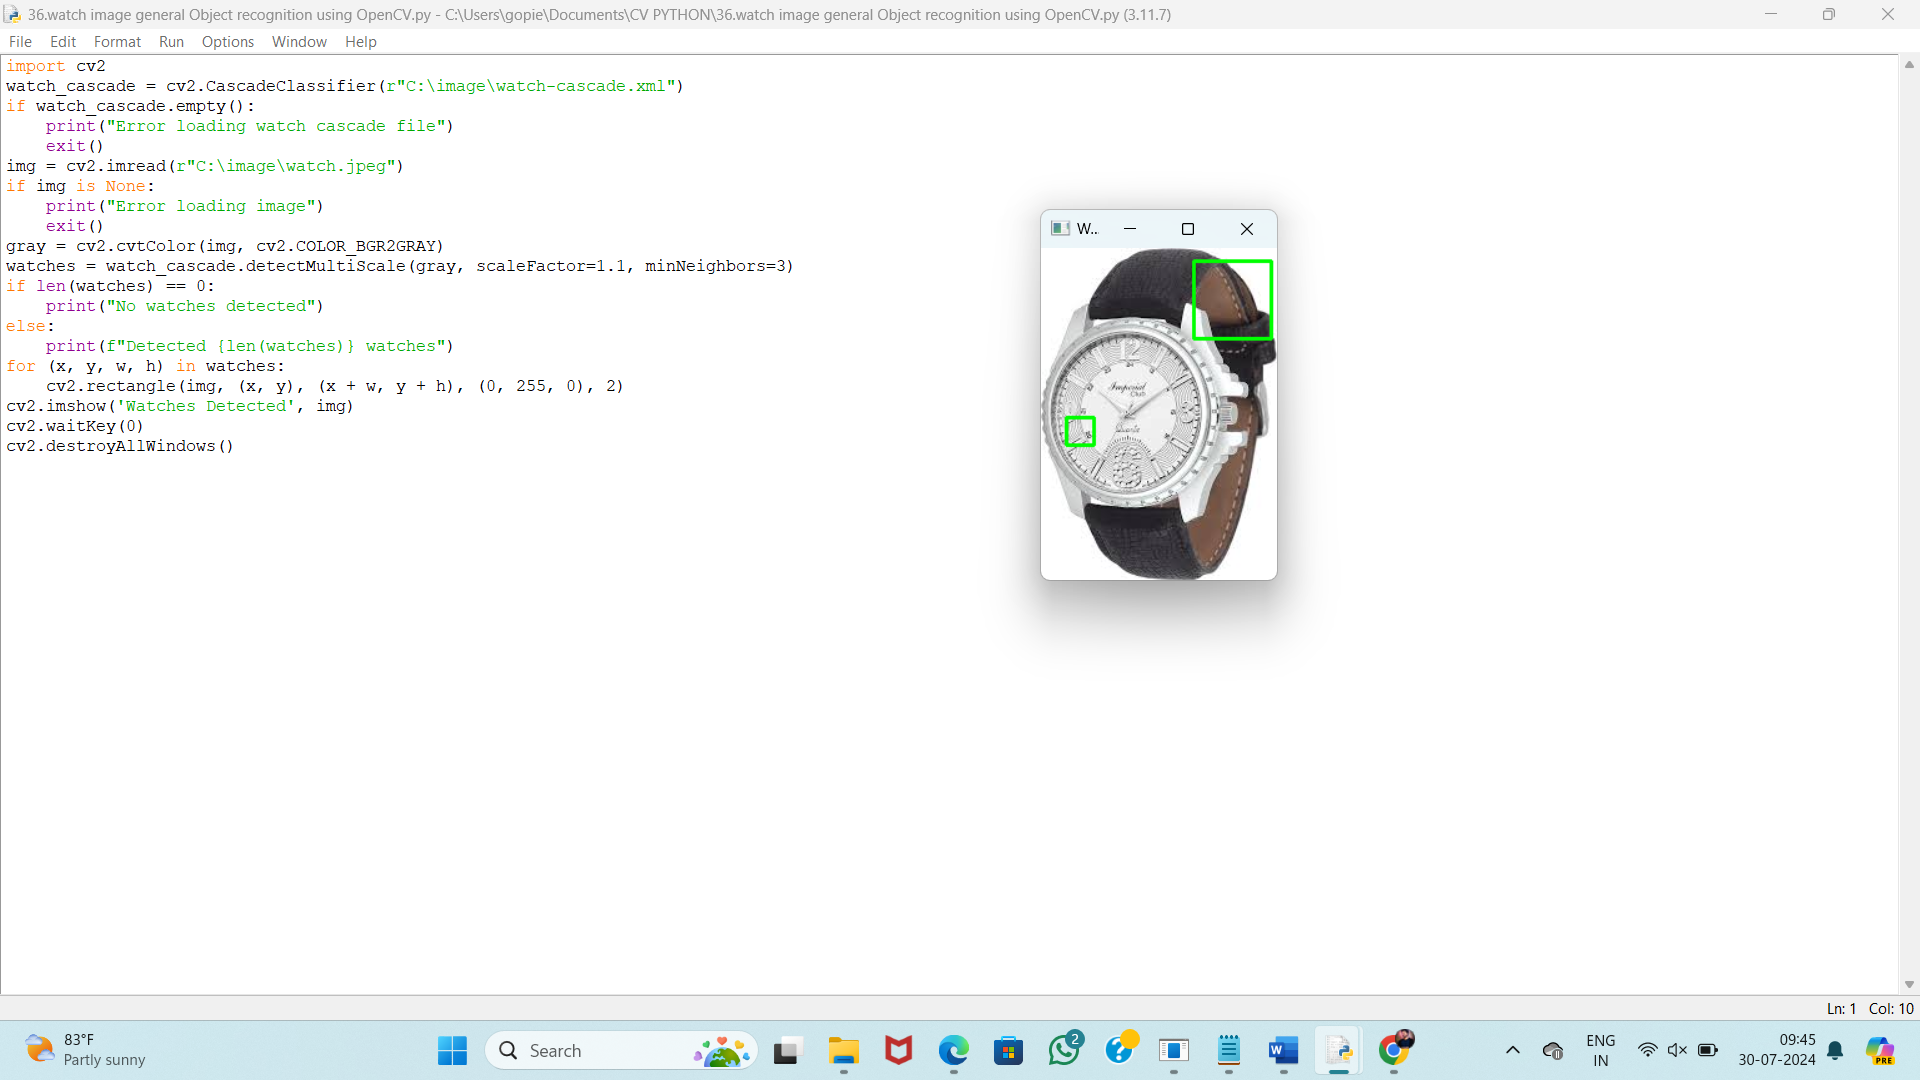 36.watch image general Object recognition using OpenCV.py - C:\Users\gopie\Documents\CV PYTHON\36.watch image general Object recognition using OpenCV.py (3.11.7)
File Edit Format Run Options Window Help
import cv2
watch_cascade = cv2.CascadeClassifier(r"C:\image\watch-cascade.xml")
if watch_cascade.empty():
    print("Error loading watch cascade file")
    exit()
img = cv2.imread(r"C:\image\watch.jpeg")
if img is None:
    print("Error loading image")
    exit()
gray = cv2.cvtColor(img, cv2.COLOR_BGR2GRAY)
watches = watch_cascade.detectMultiScale(gray, scaleFactor=1.1, minNeighbors=3)
if len(watches) == 0:
    print("No watches detected")
else:
    print(f"Detected {len(watches)} watches")
for (x, y, w, h) in watches:
    cv2.rectangle(img, (x, y), (x + w, y + h), (0, 255, 0), 2)
cv2.imshow('Watches Detected', img)
cv2.waitKey(0)
cv2.destroyAllWindows()
W..
12
Imperial
Club
6
Ln: 1 Col: 10
83°F
Partly sunny
Search
2
W
PRE
ENG
IN
09:45
30-07-2024